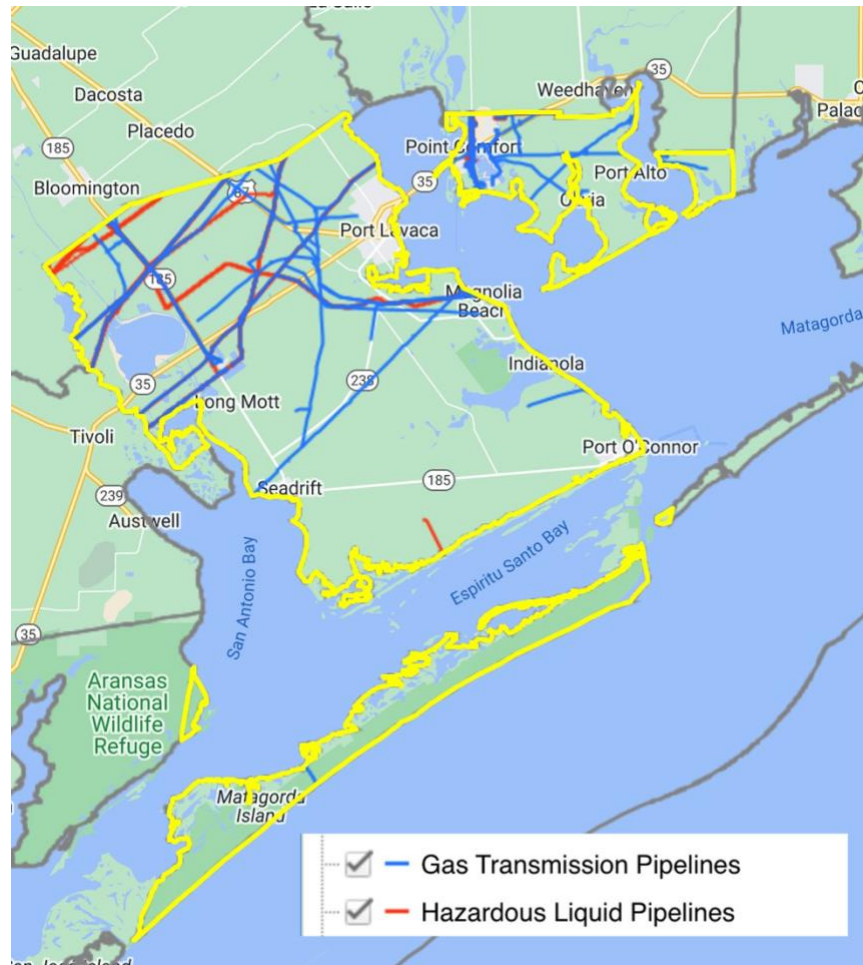 Guadalupe
35
Weedhaven
Dacosta
Placedo
185
Point Comfort
Bloomington
87
35
Port Alto
Olivia
Port Lavaca
185
Magnolia
Beach
Matagorda
Indianola
35
238
Long Mott
Tivoli
Port O'Connor
239
Seadrift
185
Austwell
Espiritu Santo Bay
San Antonio Bay
35
Aransas
National
Wildlife
Refuge
Matagorda
Island
Gas Transmission Pipelines
Hazardous Liquid Pipelines